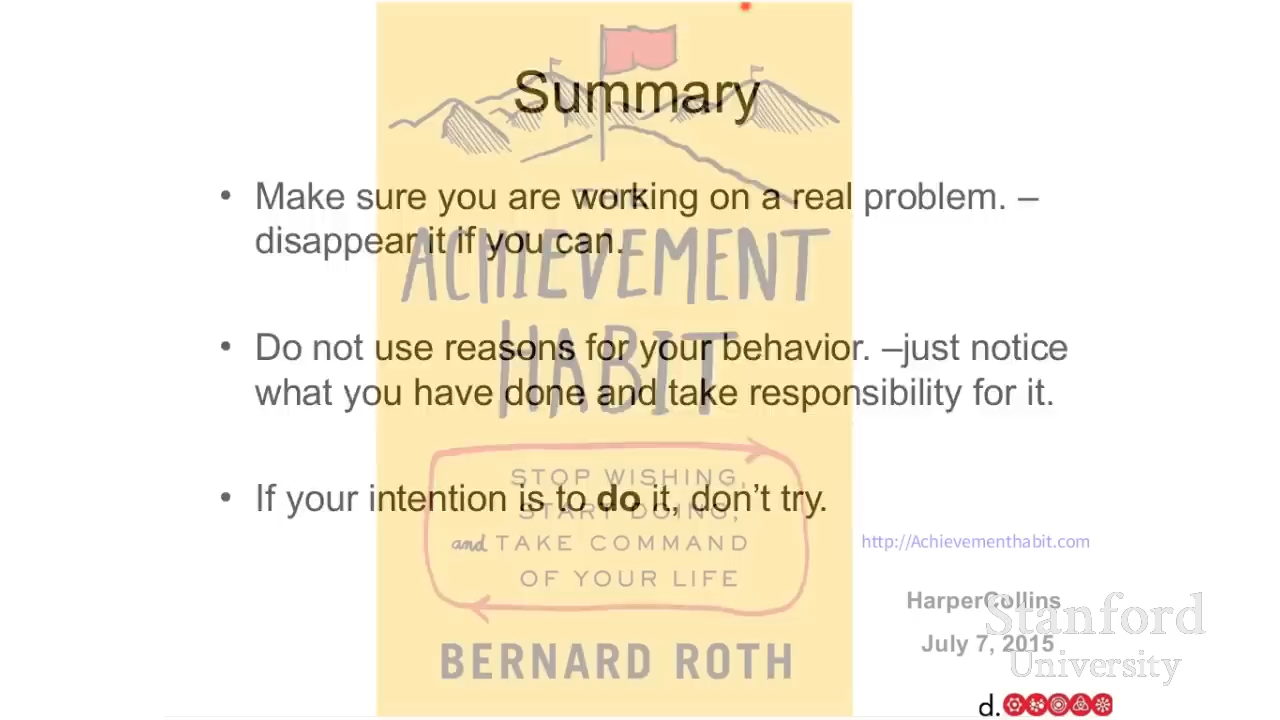 Summary
• Make sure you are working on a real problem. –
disappear it if you can.
• Do not use reasons for your behavior. –just notice
what you have done and take responsibility for it.
• If your intention is to do it, don't try.
THE
ACHIEVEMENT
HABIT
STOP WISHING,
START DOING,
and TAKE COMMAND
OF YOUR LIFE
BERNARD ROTH
http://Achievementhabit.com
HarperCollins
July 7, 2015
Stanford
University
d.